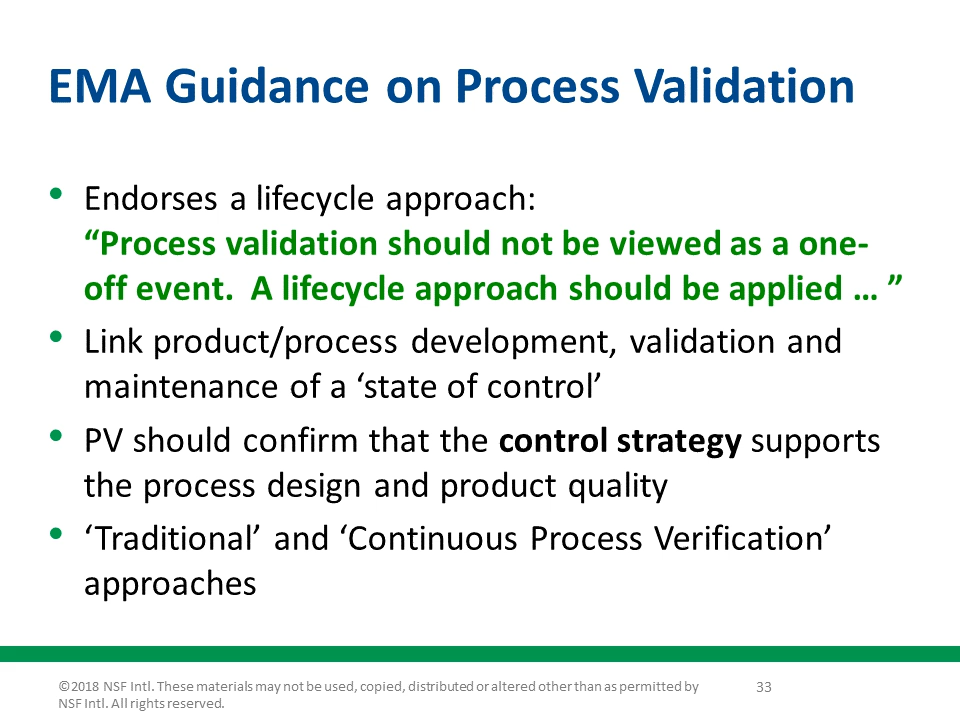 EMA Guidance on Process Validation
• Endorses a lifecycle approach:
“Process validation should not be viewed as a one-
off event.  A lifecycle approach should be applied … ”
• Link product/process development, validation and
maintenance of a ‘state of control’
• PV should confirm that the control strategy supports
the process design and product quality
• ‘Traditional’ and ‘Continuous Process Verification’
approaches
©2018 NSF Intl. These materials may not be used, copied, distributed or altered other than as permitted by
NSF Intl. All rights reserved.
33